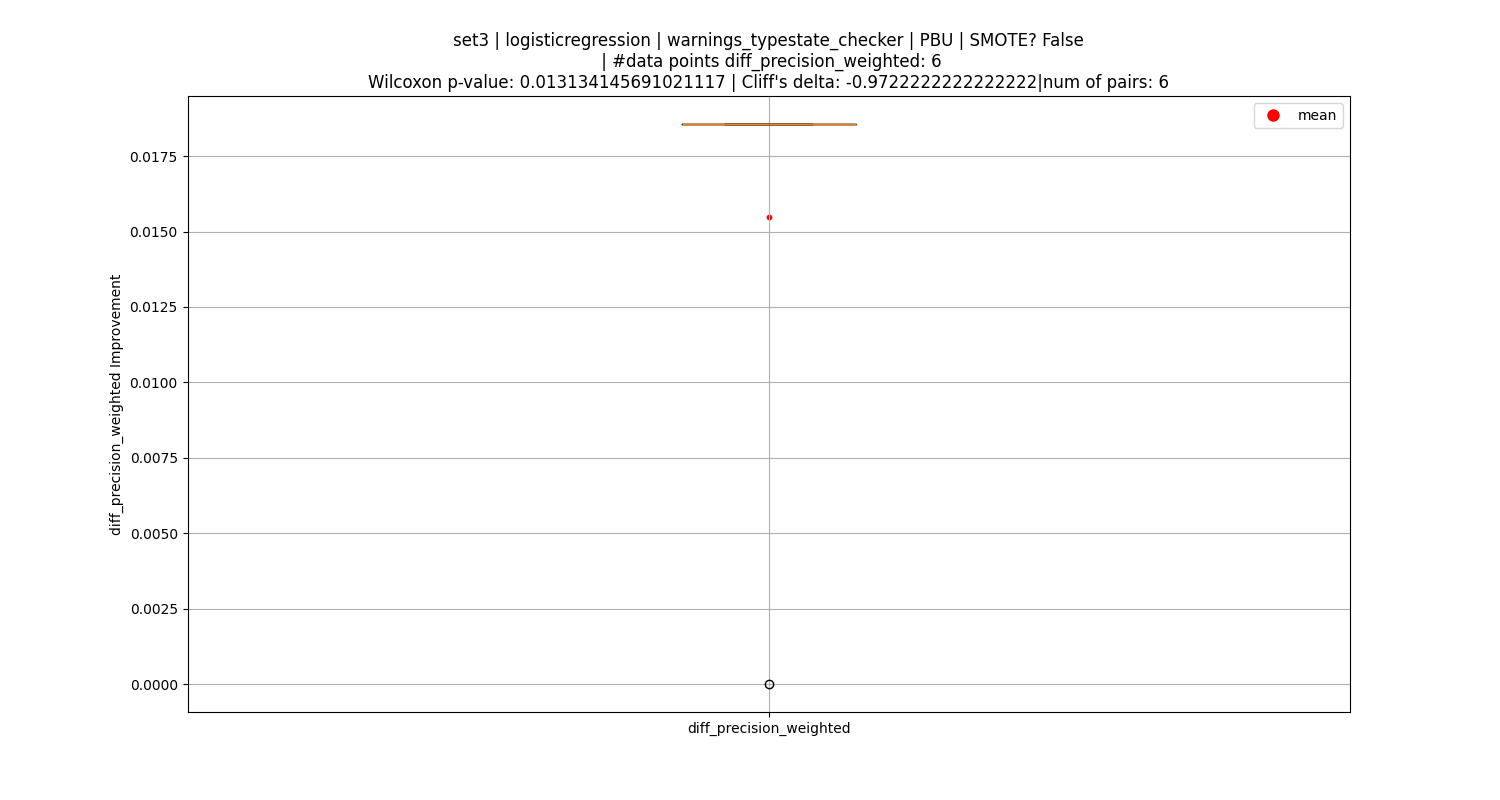 set3 | logisticregression | warnings_typestate_checker | PBU | SMOTE? False
| #data points diff_precision_weighted: 6
Wilcoxon p-value: 0.013134145691021117 | Cliff's delta: -0.9722222222222222|num of pairs: 6
mean
0.0175
0.0150
0.0125
0.0100
0.0075
0.0050
0.0025
0.0000
diff_precision_weighted Improvement
diff_precision_weighted